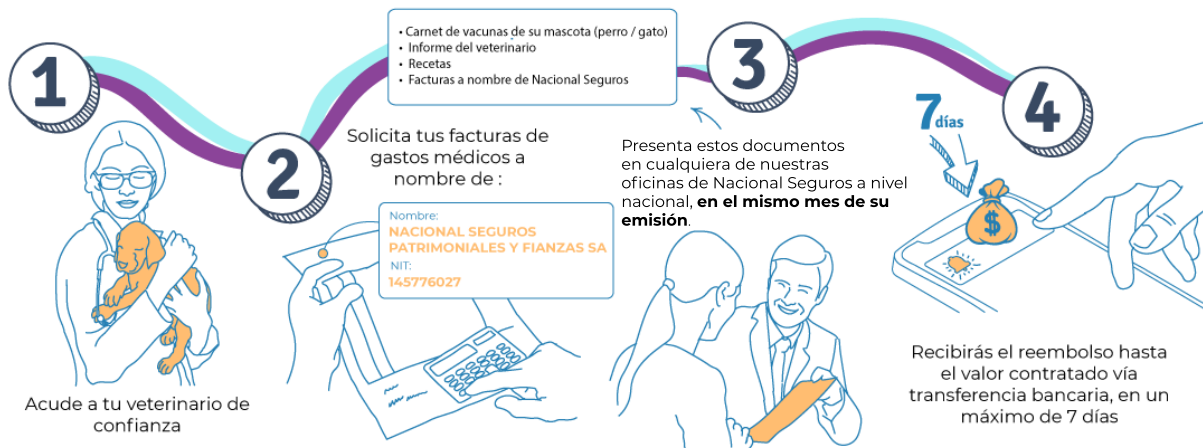 1
Acude a tu veterinario de
confianza
2
Solicita tus facturas de
gastos médicos a
nombre de :
Nombre:
NACIONAL SEGUROS
PATRIMONIALES Y FIANZAS SA
NIT:
145776027
• Carnet de vacunas de su mascota (perro / gato)
• Informe del veterinario
• Recetas
• Facturas a nombre de Nacional Seguros
3
Presenta estos documentos
en cualquiera de nuestras
oficinas de Nacional Seguros a nivel
nacional, en el mismo mes de su
emisión.
4
7 días
$
Recibirás el reembolso hasta
el valor contratado vía
transferencia bancaria, en un
máximo de 7 días